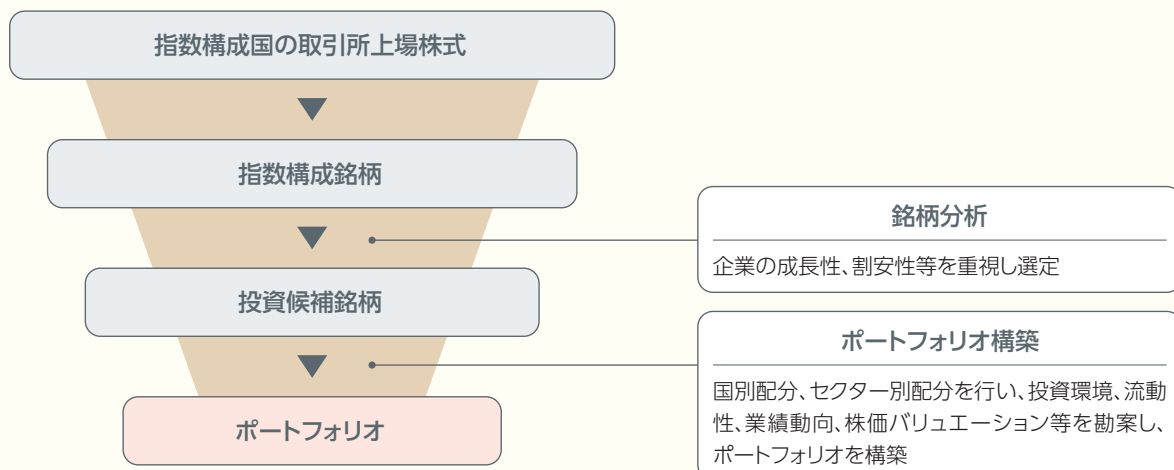 指数構成国の取引所上場株式
指数構成銘柄
銘柄分析
企業の成長性、割安性等を重視し選定
投資候補銘柄
ポートフォリオ構築
国別配分、セクター別配分を行い、投資環境、流動
性、業績動向、株価バリュエーション等を勘案し、
ポートフォリオを構築
ポートフォリオ